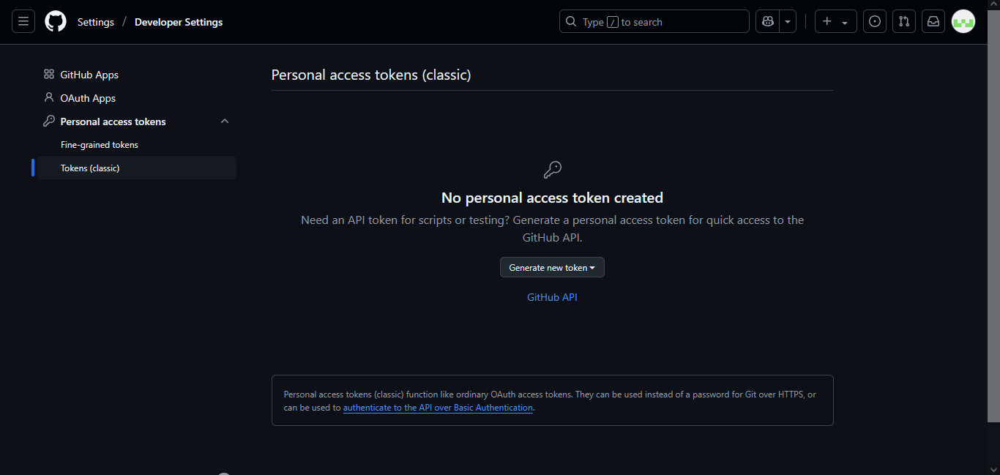 Settings / Developer Settings
Type / to search
GitHub Apps
OAuth Apps
Personal access tokens
Fine-grained tokens
Tokens (classic)
Personal access tokens (classic)
No personal access token created
Need an API token for scripts or testing? Generate a personal access token for quick access to the
GitHub API.
Generate new token
GitHub API
Personal access tokens (classic) function like ordinary OAuth access tokens. They can be used instead of a password for Git over HTTPS, or
can be used to authenticate to the API over Basic Authentication.